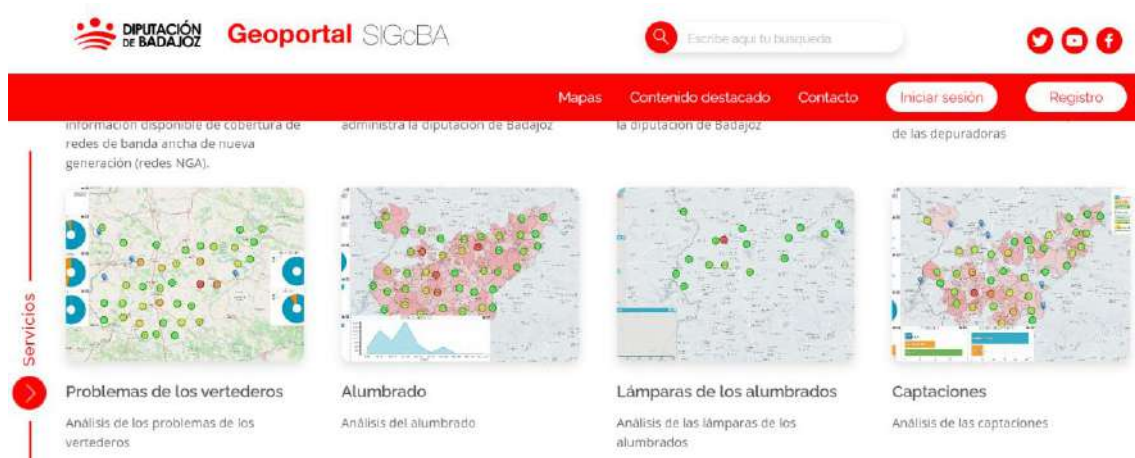 DIPUTACIÓN
DE BADAJOZ
Geoportal SIGcBA
Escribe aquí tu búsqueda
Mapas Contenido destacado Contacto Iniciar sesión Registro
información disponible de cobertura de
redes de banda ancha de nueva
generación (redes NGA).
administra la diputación de Badajoz
la diputación de Badajoz
de las depuradoras
Servicios
Problemas de los vertederos
Análisis de los problemas de los
vertederos
Alumbrado
Análisis del alumbrado
Lámparas de los alumbrados
Análisis de las lámparas de los
alumbrados
Captaciones
Análisis de las captaciones